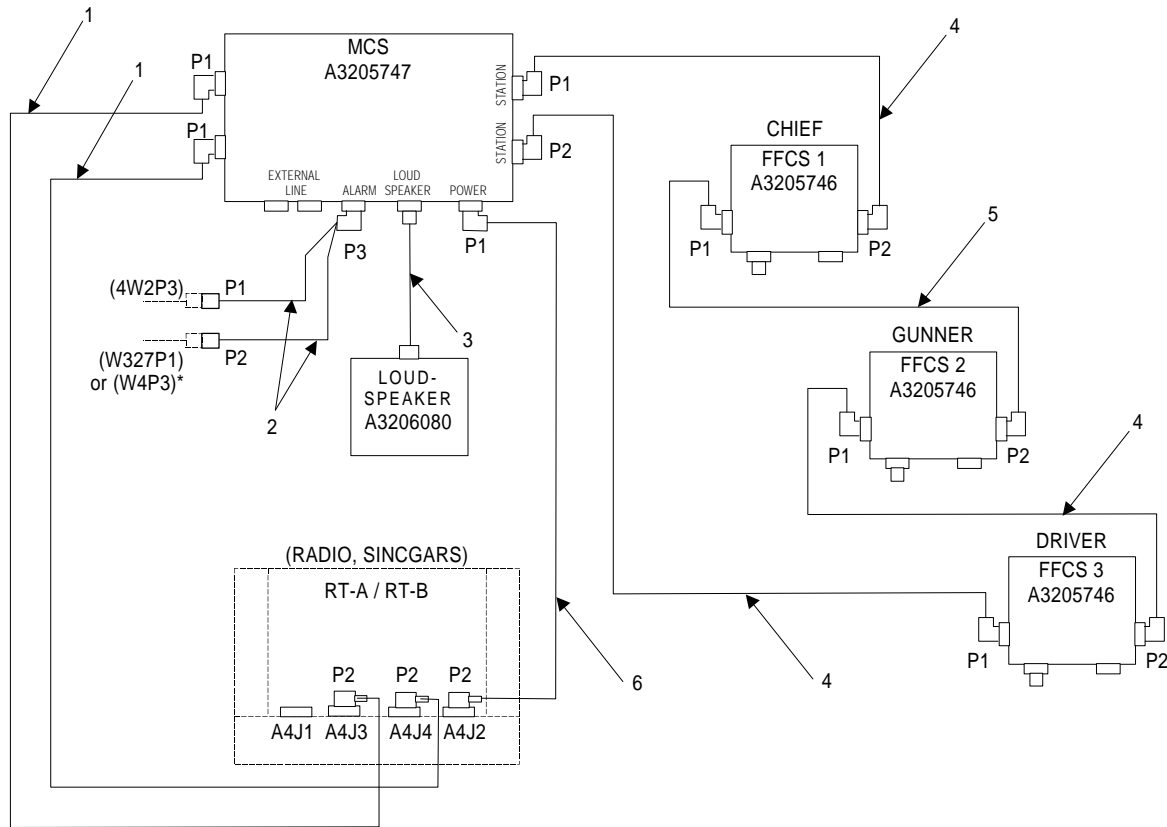 1
1
P1
P1
MCS
A3205747
STATION
STATION
P1
P2
EXTERNAL
LINE
ALARM
LOUD
SPEAKER
POWER
P3
P1
4
CHIEF
FFCS 1
A3205746
P1
P2
5
(4W2P3)
P1
(W327P1)
or (W4P3)*
P2
2
3
LOUD-
SPEAKER
A3206080
GUNNER
FFCS 2
A3205746
P1
P2
4
DRIVER
FFCS 3
A3205746
P1
P2
4
6
(RADIO, SINCGARS)
RT-A / RT-B
P2
P2
P2
A4J1
A4J3
A4J4
A4J2